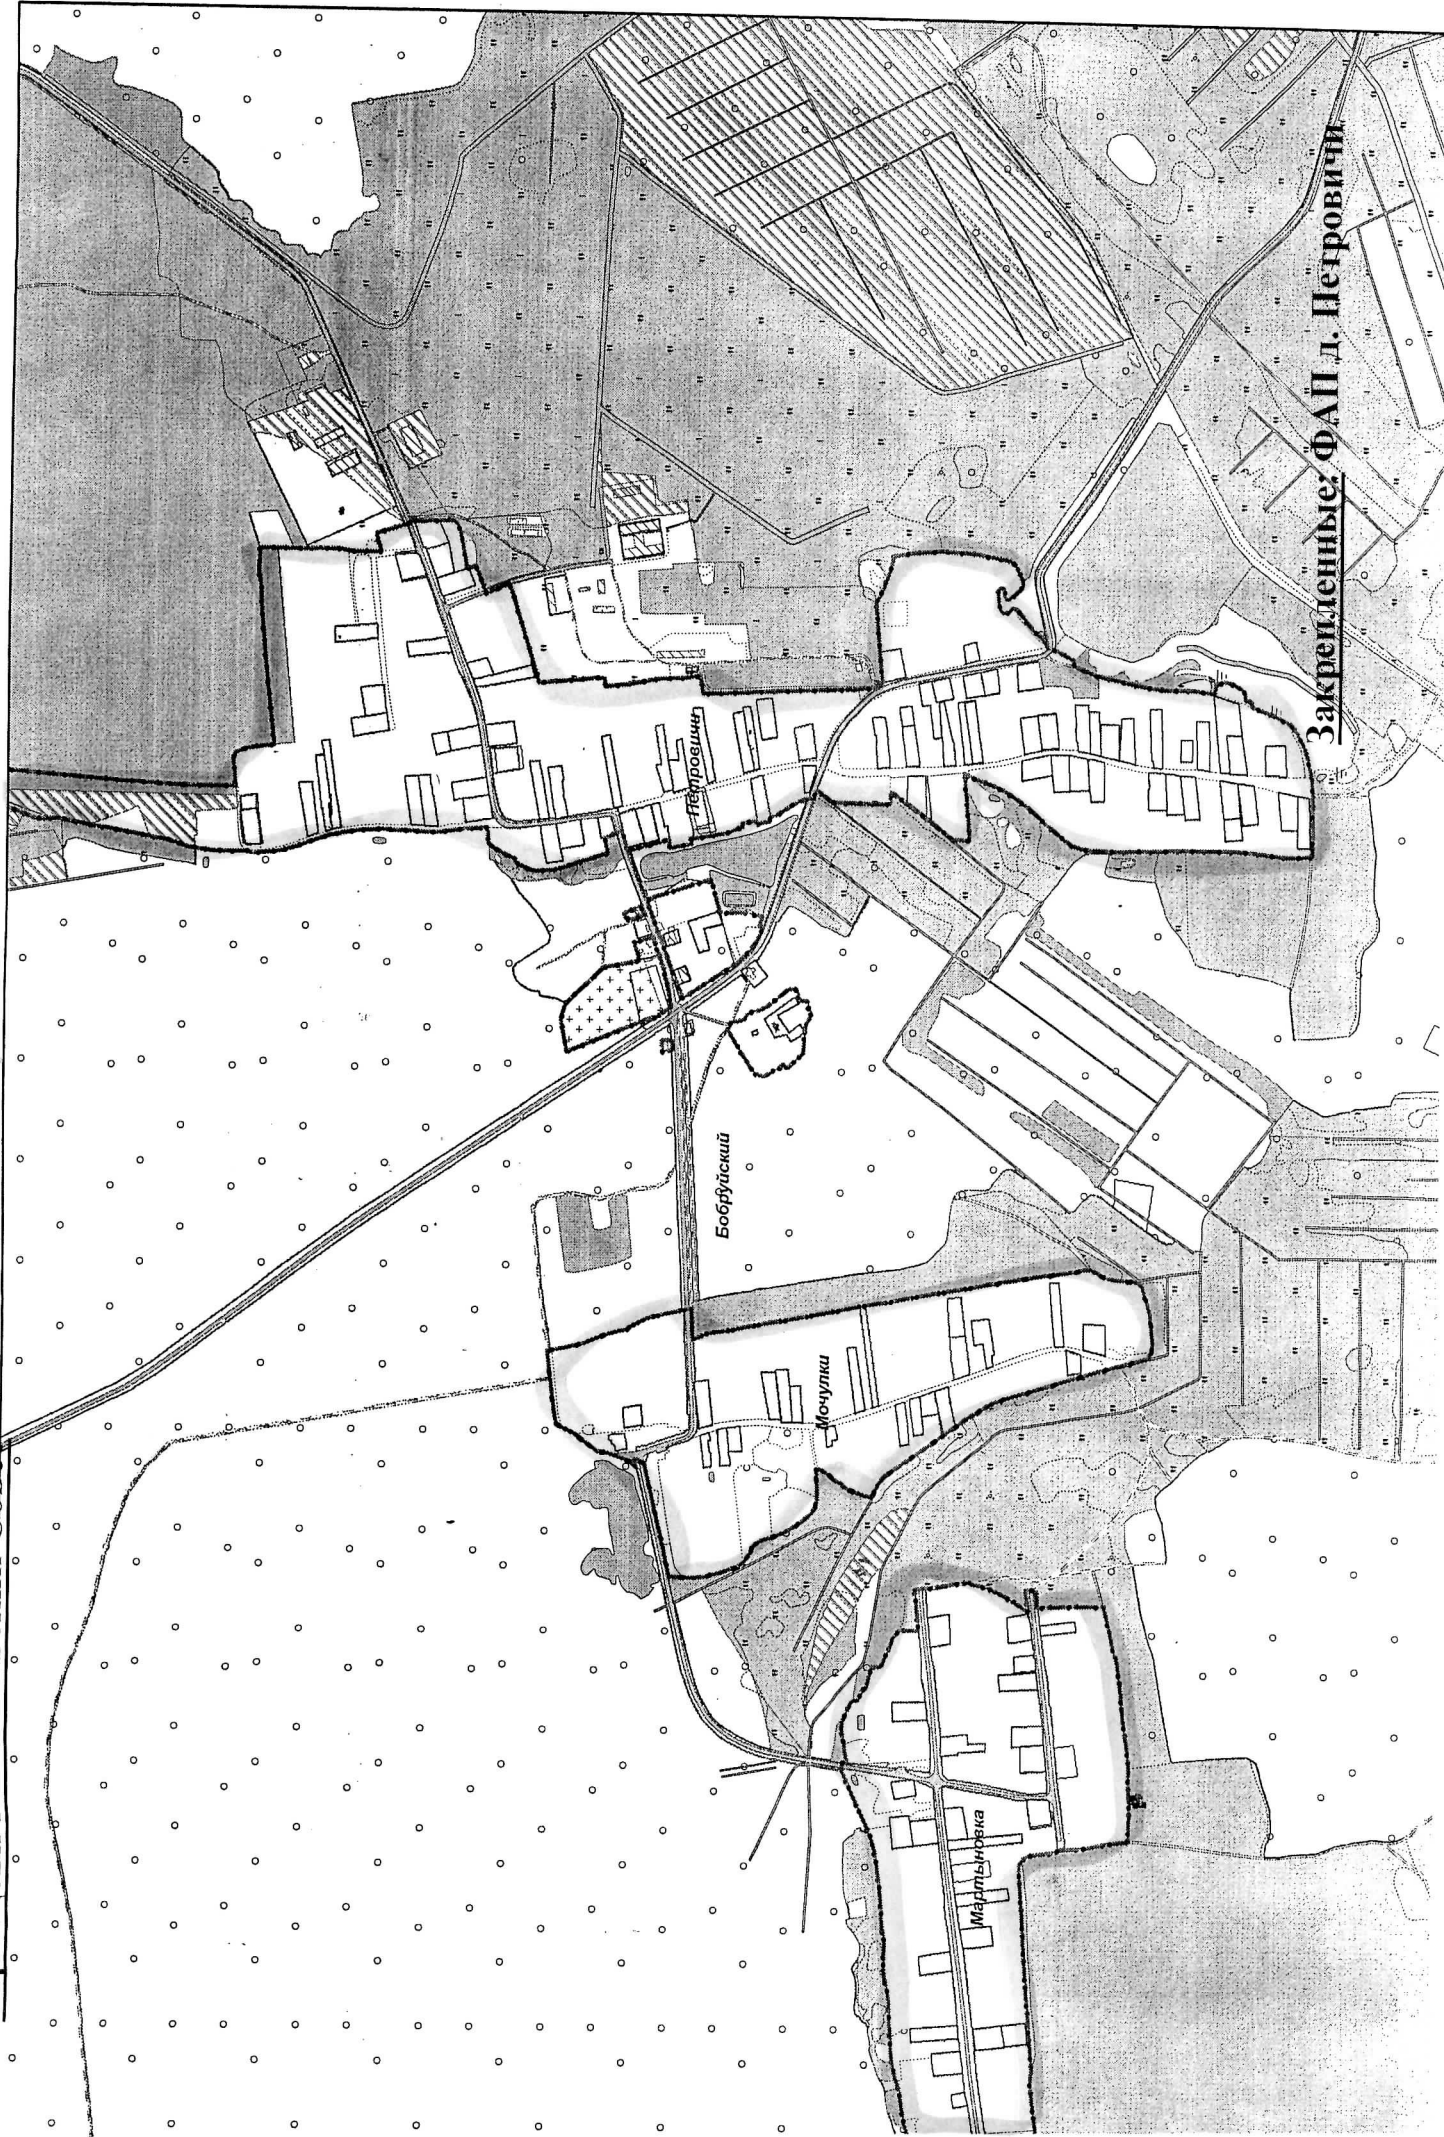 Петровичи
Бобруйский
Мочулки
Мартыновка
Закрепленные: ФАП д. Петровичи